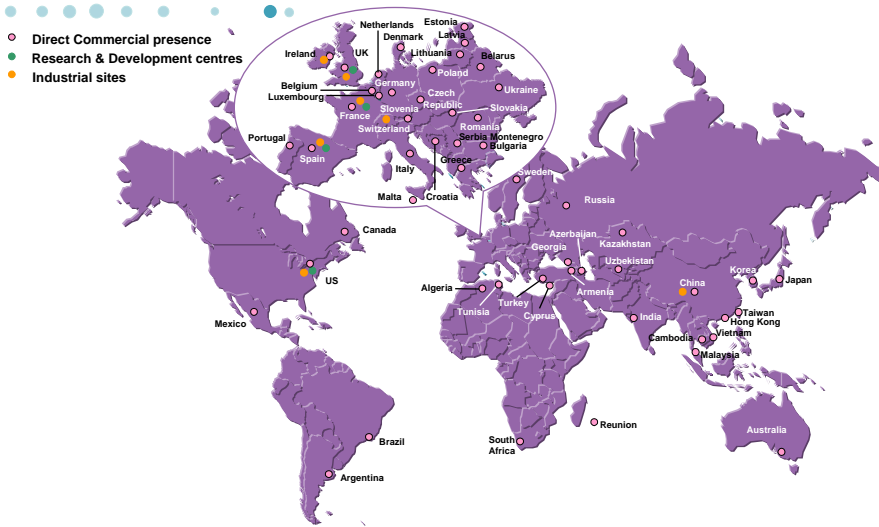 Direct Commercial presence
Research & Development centres
Industrial sites
Netherlands
Denmark
Estonia
Latvia
Lithuania
Belarus
Ireland
UK
Poland
Belgium
Germany
Luxembourg
Czech
Republic
Ukraine
Slovakia
France
Slovenia
Switzerland
Romania
Serbia Montenegro
Bulgaria
Portugal
Spain
Italy
Greece
Malta
Croatia
Sweden
Russia
Canada
Azerbaijan
Georgia
Kazakhstan
Uzbekistan
Korea
Japan
US
Algeria
Tunisia
Turkey
Cyprus
Armenia
China
Mexico
India
Taiwan
Hong Kong
Cambodia
Vietnam
Malaysia
Reunion
Brazil
South
Africa
Australia
Argentina